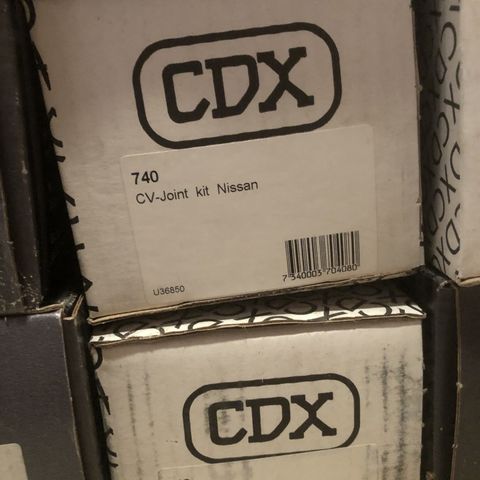 CDX
740
CV-Joint kit Nissan
7 340003 704080
U36850
CDX